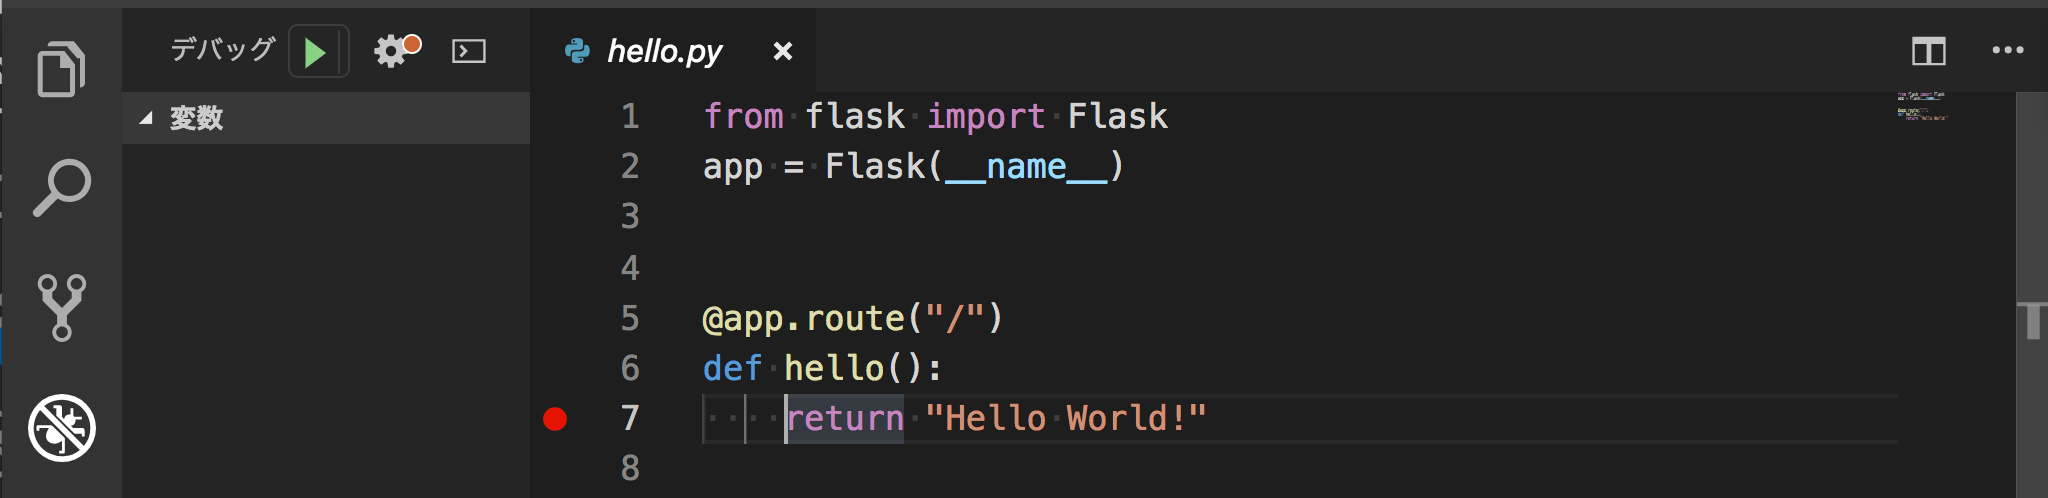 デバッグ
hello.py
変数
1 from flask import Flask
2 app = Flask(__name__)
3
4
5 @app.route("/")
6 def hello():
7     return "Hello World!"
8